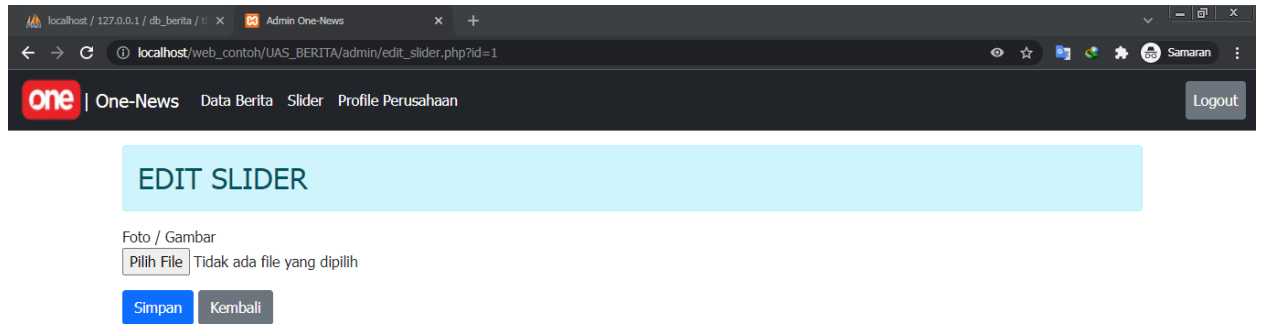 localhost / 127.0.0.1 / db_berita / ti
Admin One-News
localhost/web_contoh/UAS_BERITA/admin/edit_slider.php?id=1
Samaran
one | One-News Data Berita Slider Profile Perusahaan Logout
EDIT SLIDER
Foto / Gambar
Pilih File Tidak ada file yang dipilih
Simpan Kembali